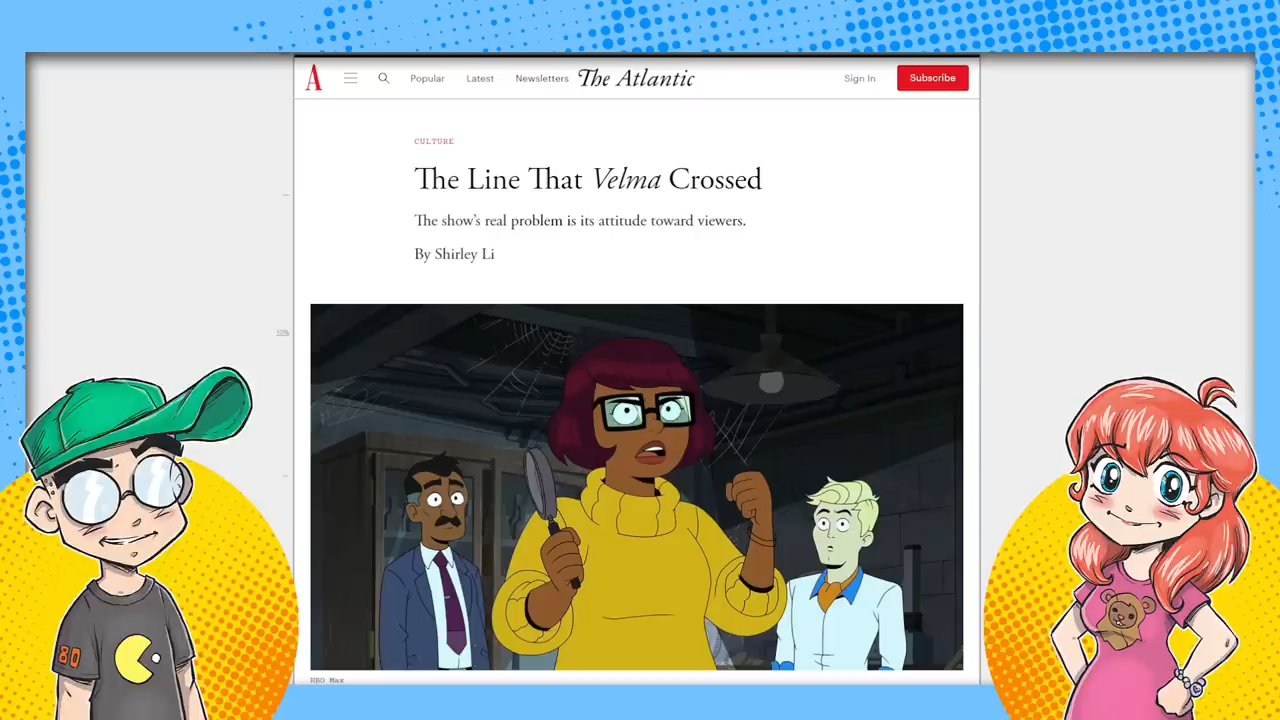 A Popular Latest Newsletters The Atlantic Sign In Subscribe
CULTURE
The Line That Velma Crossed
The show's real problem is its attitude toward viewers.
By Shirley Li
10%
80
HBO Max